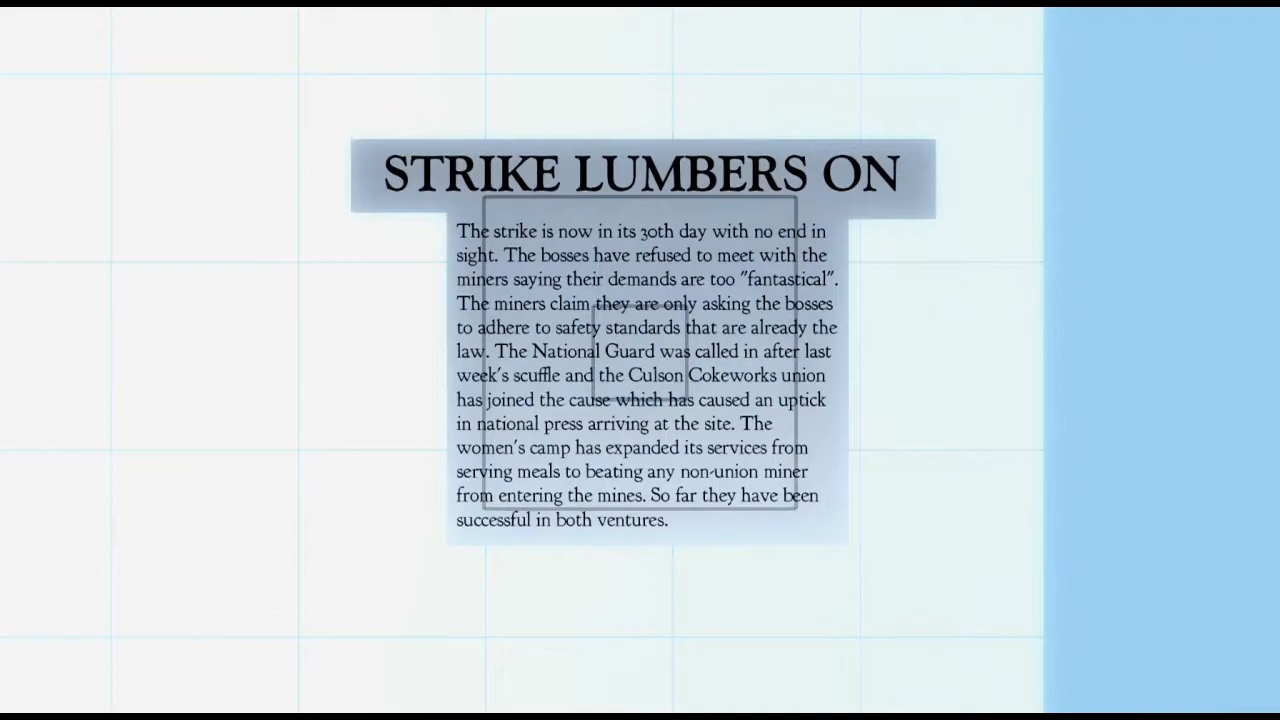 STRIKE LUMBERS ON
The strike is now in its 30th day with no end in
sight. The bosses have refused to meet with the
miners saying their demands are too "fantastical".
The miners claim they are only asking the bosses
to adhere to safety standards that are already the
law. The National Guard was called in after last
week's scuffle and the Culson Cokeworks union
has joined the cause which has caused an uptick
in national press arriving at the site. The
women's camp has expanded its services from
serving meals to beating any non-union miner
from entering the mines. So far they have been
successful in both ventures.